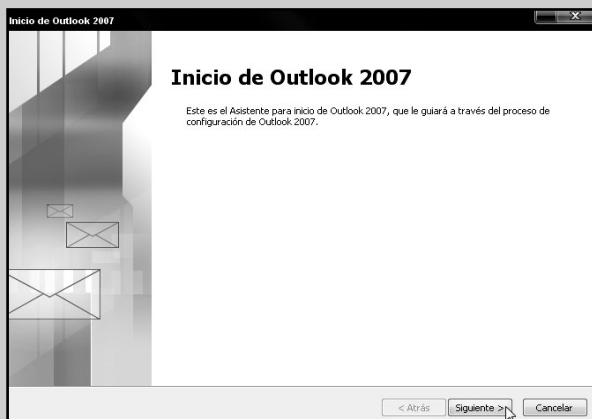 Inicio de Outlook 2007
Inicio de Outlook 2007
Este es el Asistente para inicio de Outlook 2007, que le guiará a través del proceso de
configuración de Outlook 2007.
< Atrás
Siguiente >
Cancelar